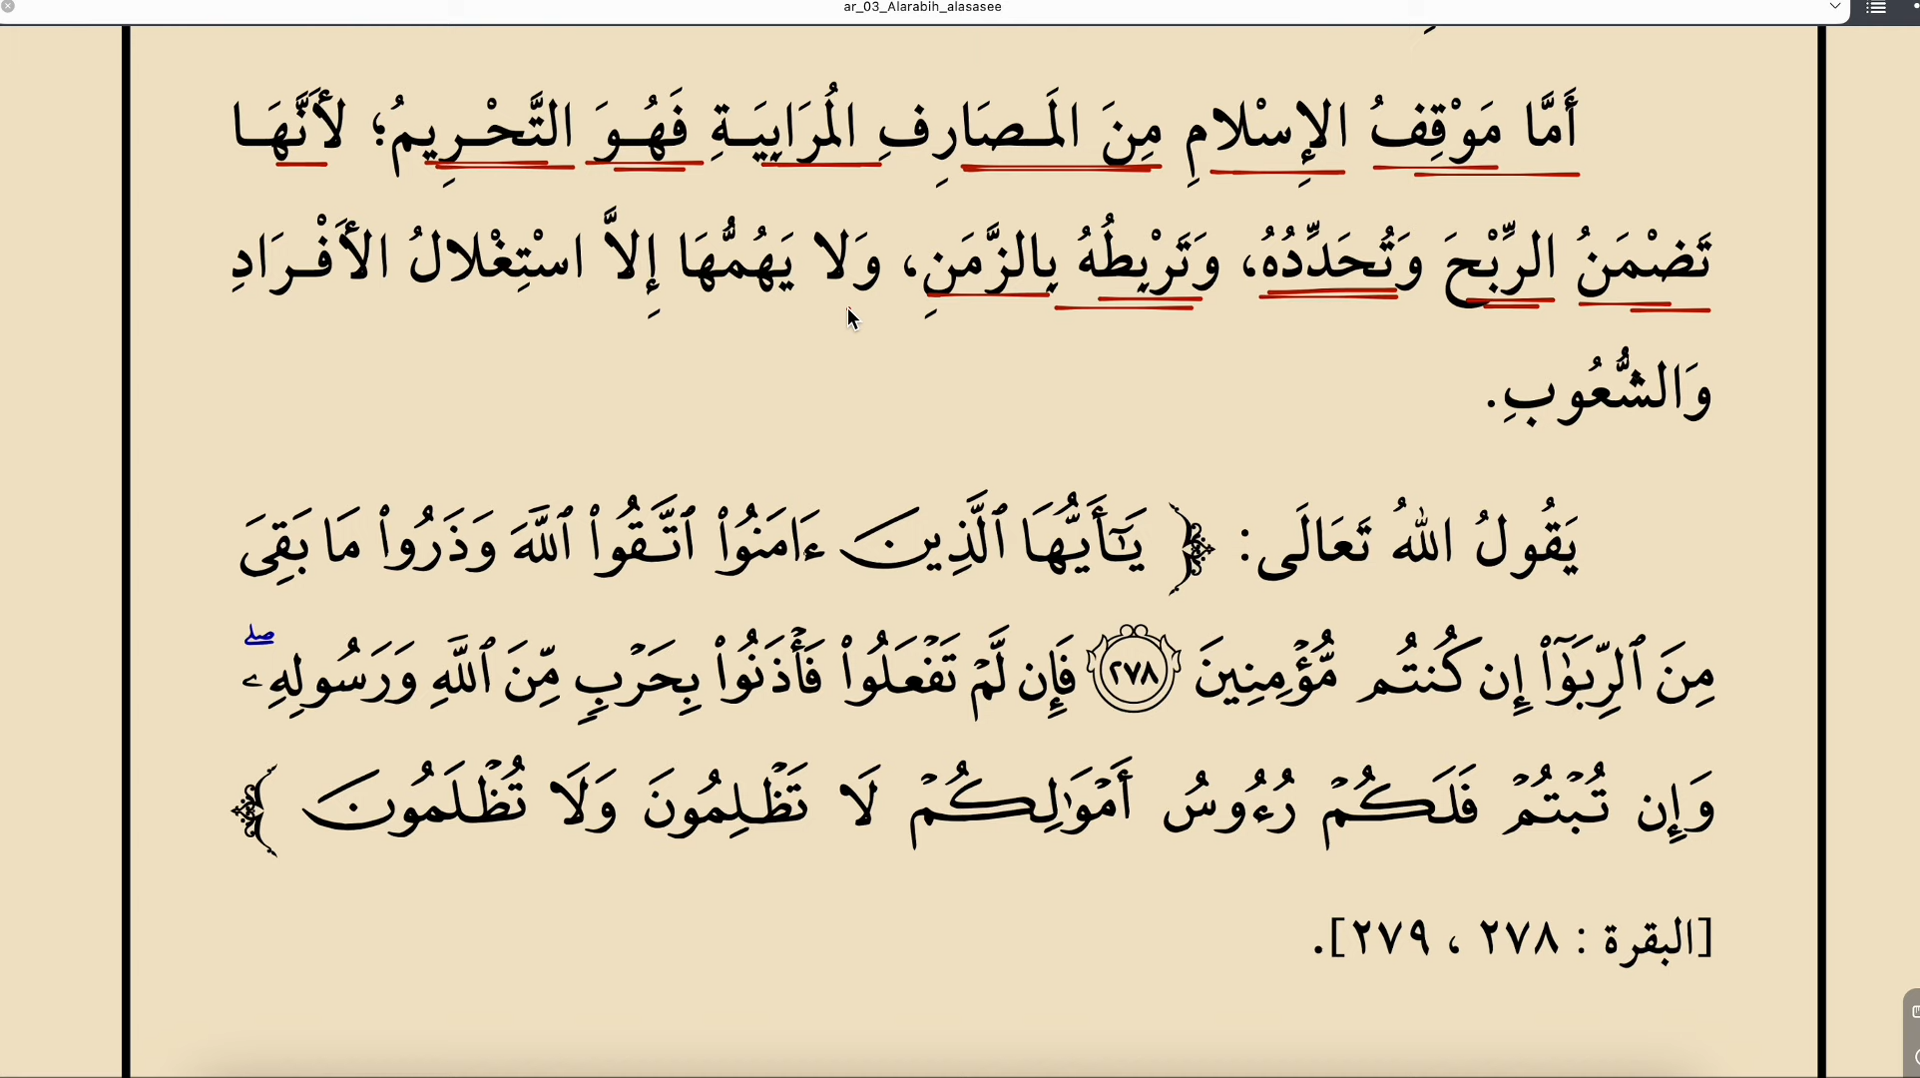 ar_03_Alarabih_alasasee
أَمَّا مَوْقِفُ الإِسْلامِ مِنَ المَصَارِفِ المُرَابِيَةِ فَهُوَ التَّحْرِيمُ؛ لأَنَّهَا
تَضْمَنُ الرِّبْحَ وَتُحَدِّدُهُ، وَتَرْبِطُهُ بِالزَّمَنِ، وَلا يَهُمُّهَا إِلاَّ اسْتِغْلالُ الأَفْرَادِ
وَالشُّعُوبِ.
يَقُولُ اللهُ تَعَالَى: ﴿ يَٰٓأَيُّهَا ٱلَّذِينَ ءَامَنُوا۟ ٱتَّقُوا۟ ٱللَّهَ وَذَرُوا۟ مَا بَقِىَ
مِنَ ٱلرِّبَوٰٓا۟ إِن كُنتُم مُّؤْمِنِينَ ٢٧٨ فَإِن لَّمْ تَفْعَلُوا۟ فَأْذَنُوا۟ بِحَرْبٍ مِّنَ ٱللَّهِ وَرَسُولِهِۦ ۖ
وَإِن تُبْتُمْ فَلَكُمْ رُءُوسُ أَمْوَٰلِكُمْ لَا تَظْلِمُونَ وَلَا تُظْلَمُونَ ﴾
[البقرة : ٢٧٨ ، ٢٧٩].